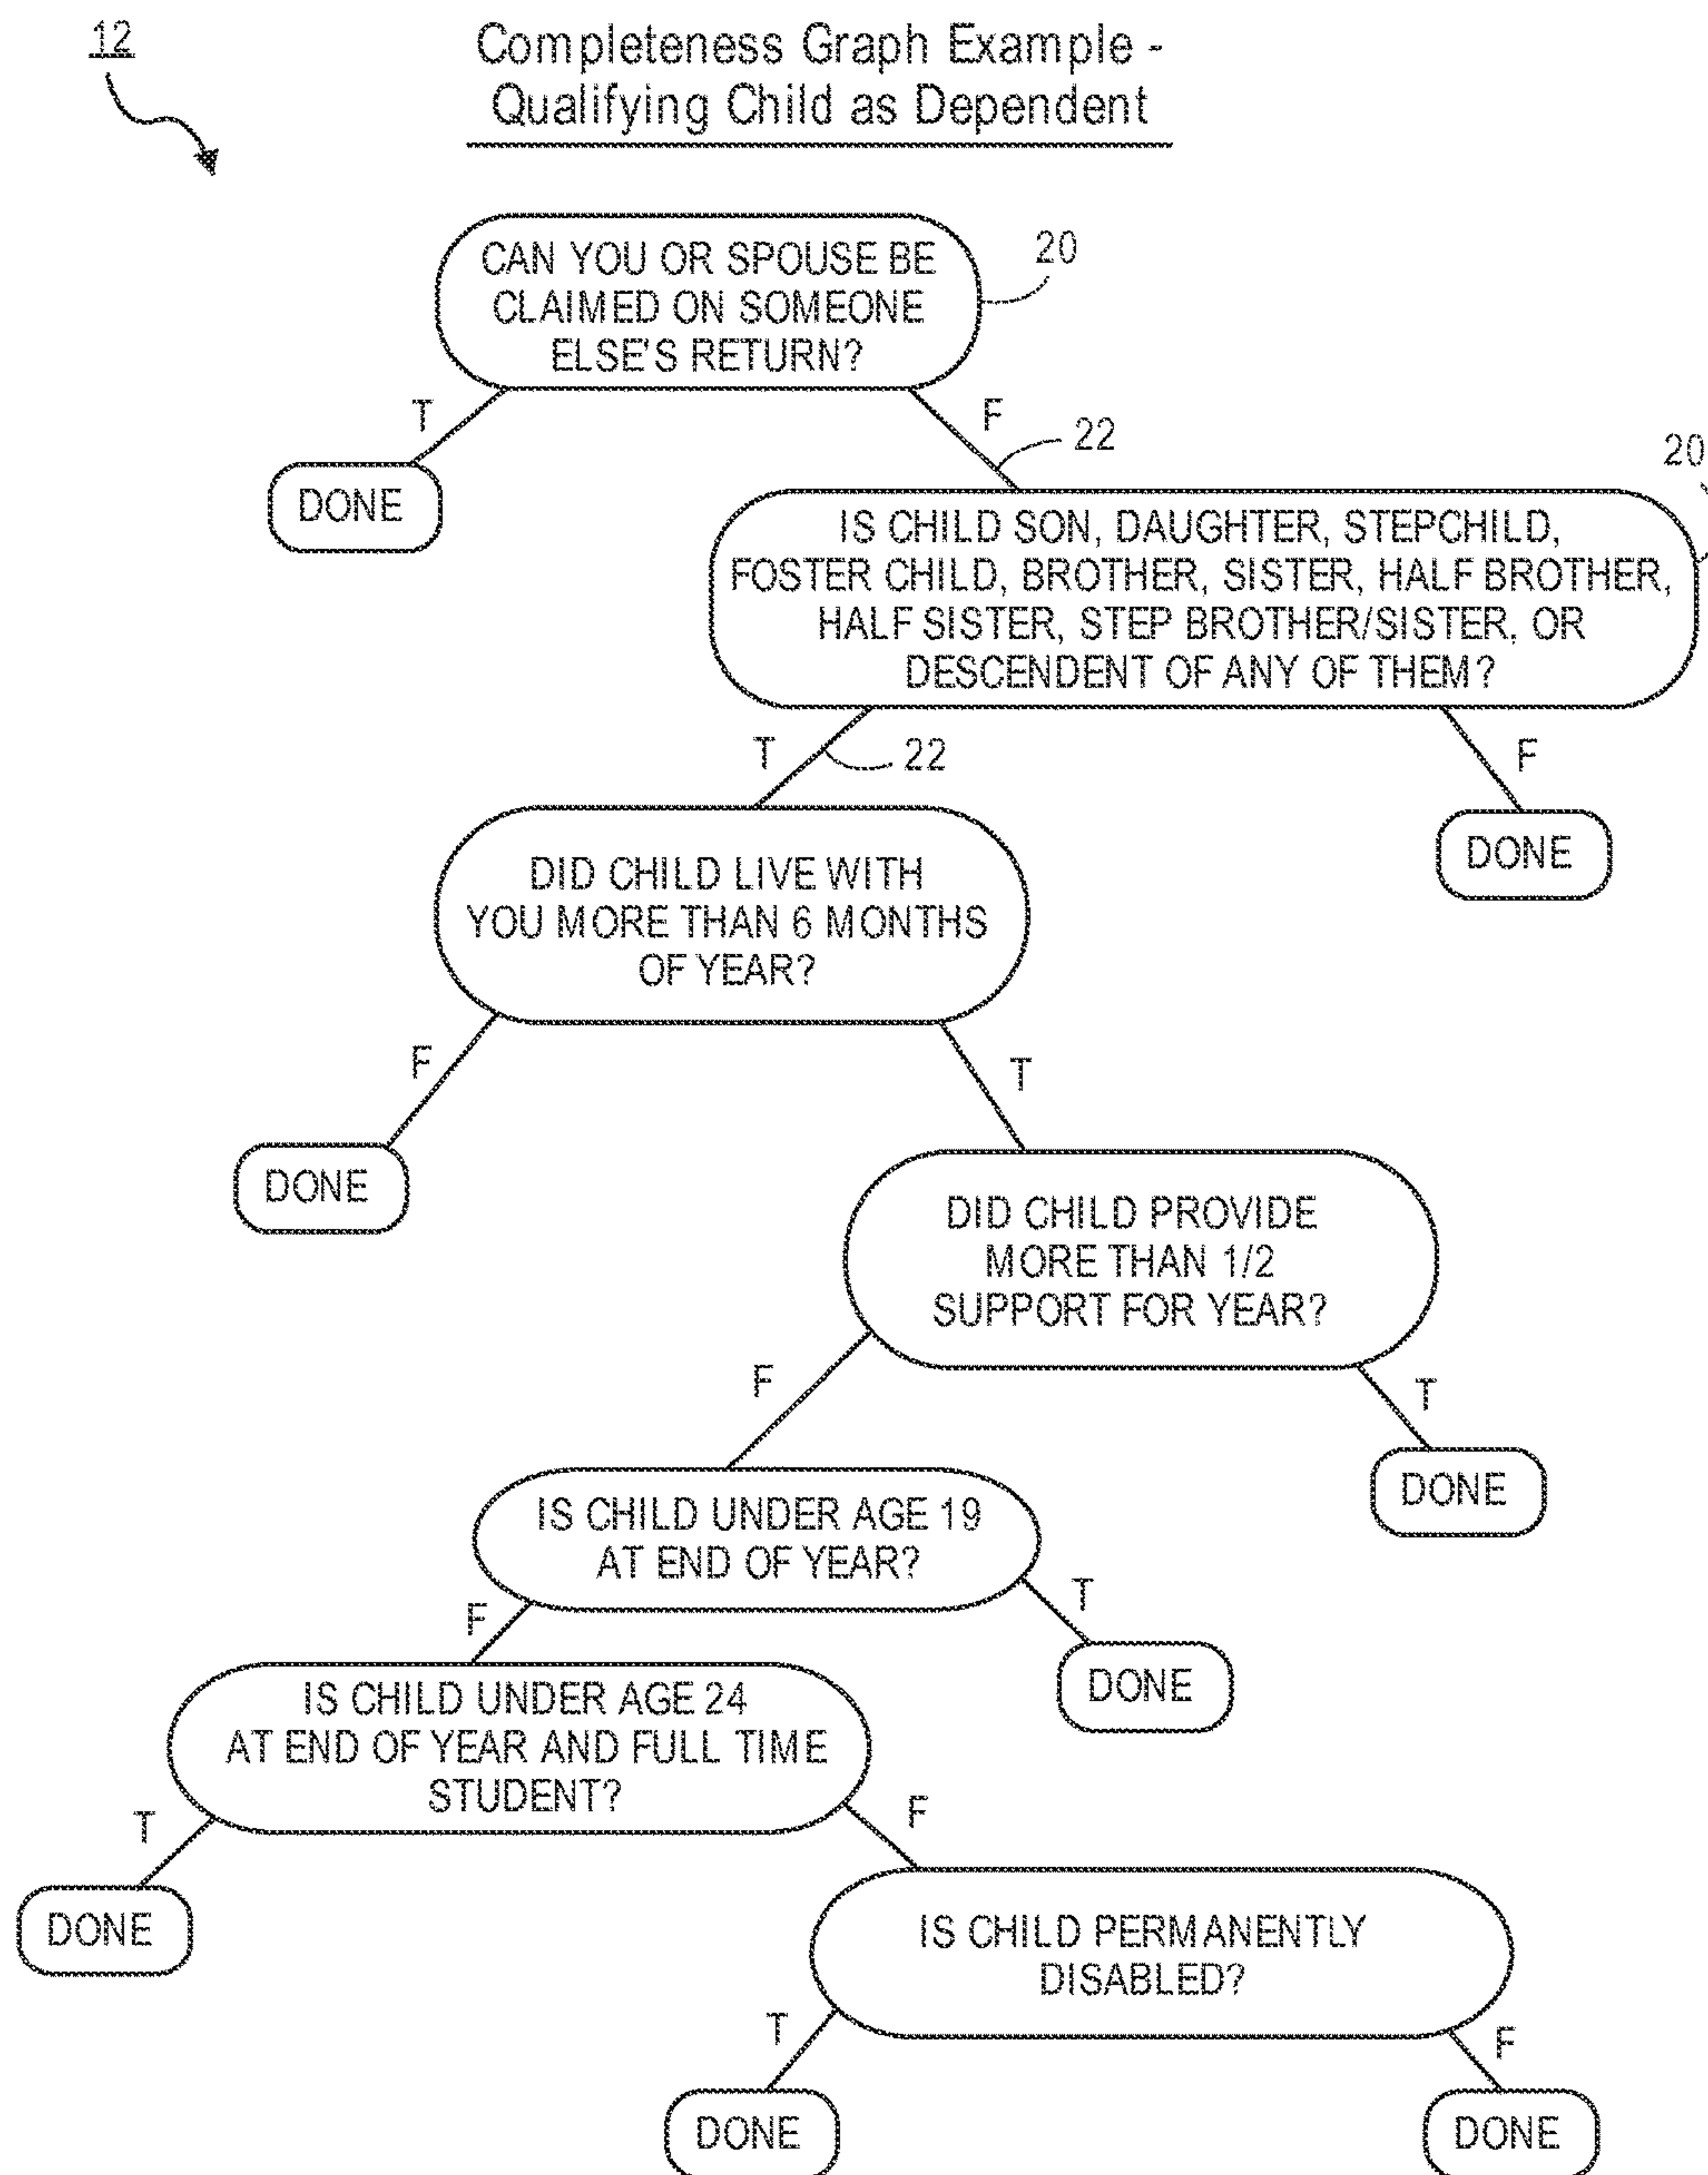 12
Completeness Graph Example -
Qualifying Child as Dependent
CAN YOU OR SPOUSE BE
CLAIMED ON SOMEONE
ELSE'S RETURN?
20
T
F
22
DONE
20
IS CHILD SON, DAUGHTER, STEPCHILD,
FOSTER CHILD, BROTHER, SISTER, HALF BROTHER,
HALF SISTER, STEP BROTHER/SISTER, OR
DESCENDENT OF ANY OF THEM?
T
22
F
DONE
DID CHILD LIVE WITH
YOU MORE THAN 6 MONTHS
OF YEAR?
F
T
DONE
DID CHILD PROVIDE
MORE THAN 1/2
SUPPORT FOR YEAR?
F
T
DONE
IS CHILD UNDER AGE 19
AT END OF YEAR?
F
T
DONE
IS CHILD UNDER AGE 24
AT END OF YEAR AND FULL TIME
STUDENT?
T
F
DONE
IS CHILD PERMANENTLY
DISABLED?
T
F
DONE
DONE